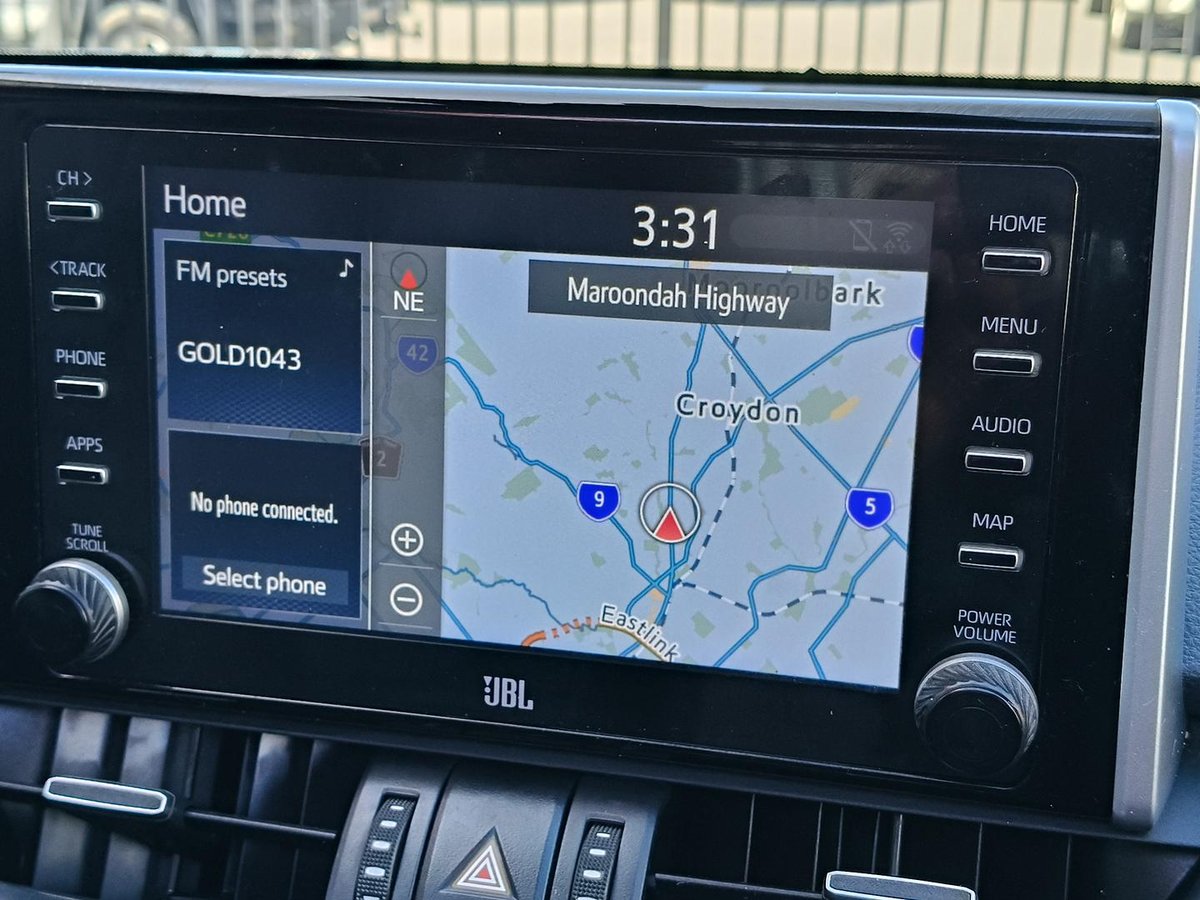 CH >
<TRACK
PHONE
APPS
TUNE
SCROLL
Home
3:31
FM presets
GOLD1043
No phone connected.
Select phone
NE
42
2
Maroondah Highway
Croydon
9
5
Eastlink
JBL
HOME
MENU
AUDIO
MAP
POWER
VOLUME